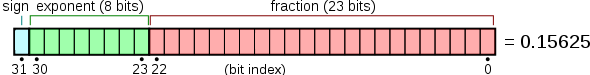 sign exponent (8 bits) fraction (23 bits)
= 0.15625
31 30 23 22 (bit index) 0